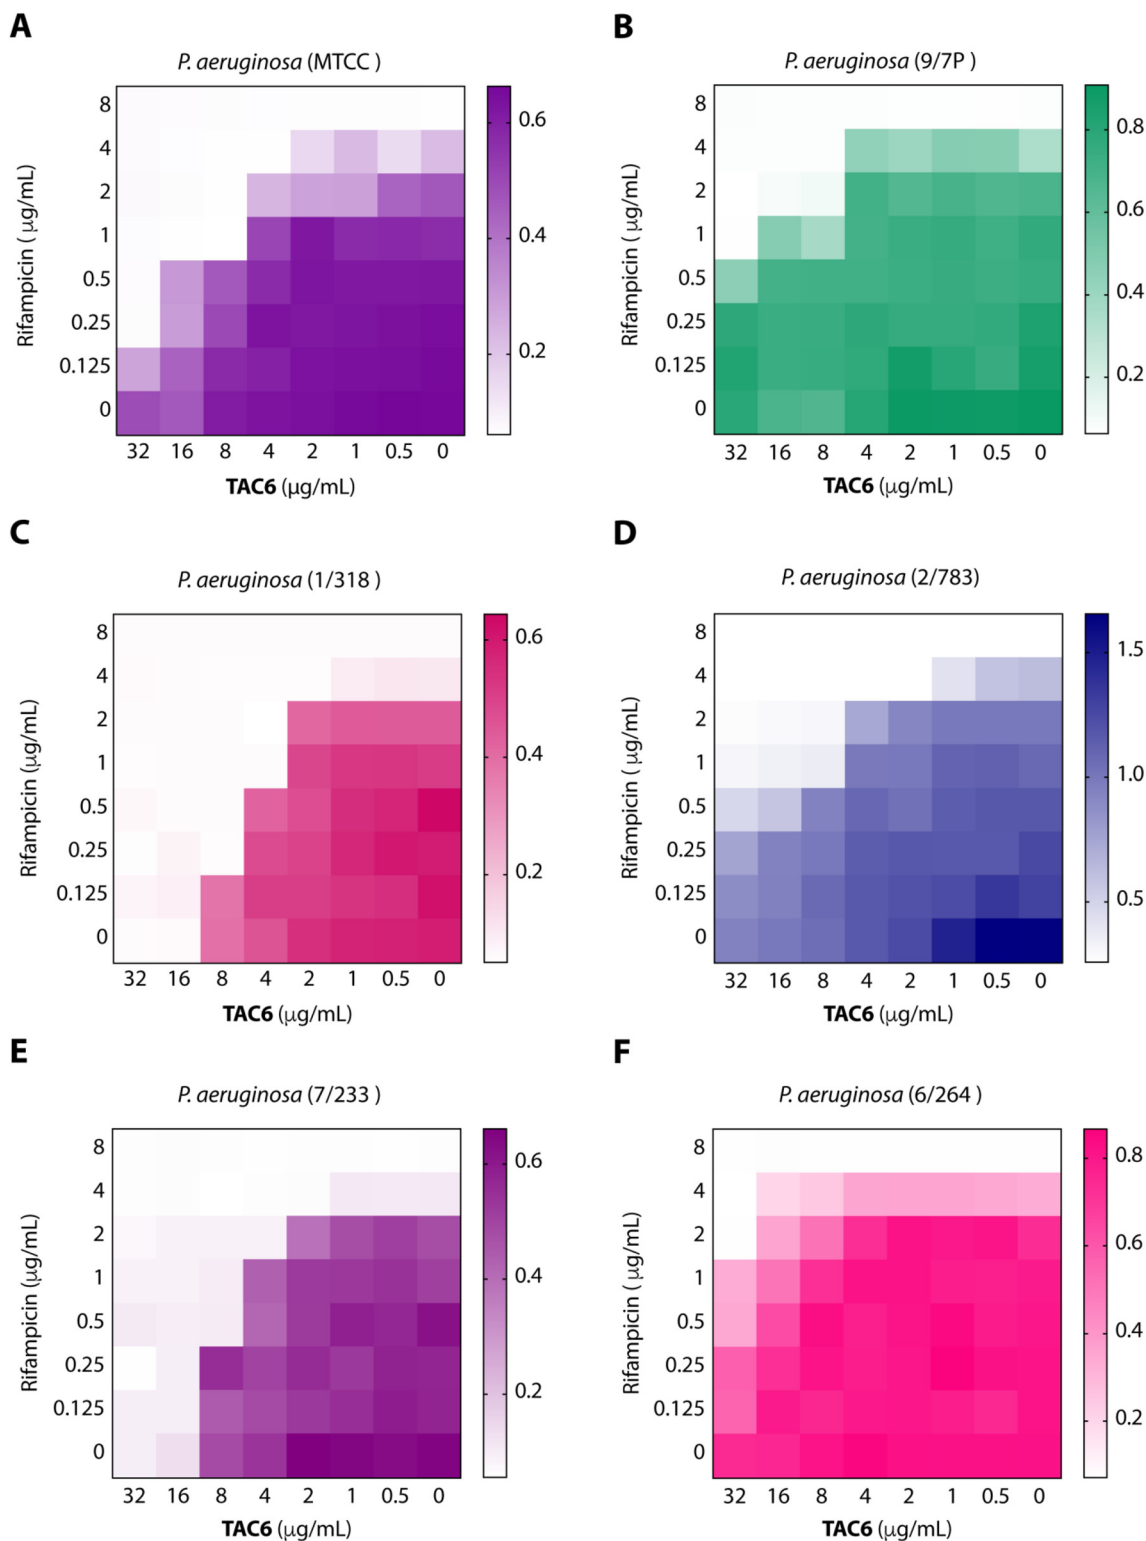 A
P. aeruginosa (MTCC )
Rifampicin ( μg/mL)
8
4
2
1
0.5
0.25
0.125
0
32 16 8 4 2 1 0.5 0
TAC6 (μg/mL)
0.6
0.4
0.2
B
P. aeruginosa (9/7P )
Rifampicin ( μg/mL)
8
4
2
1
0.5
0.25
0.125
0
32 16 8 4 2 1 0.5 0
TAC6 (μg/mL)
0.8
0.6
0.4
0.2
C
P. aeruginosa (1/318 )
Rifampicin (μg/mL)
8
4
2
1
0.5
0.25
0.125
0
32 16 8 4 2 1 0.5 0
TAC6 (μg/mL)
0.6
0.4
0.2
D
P. aeruginosa (2/783)
Rifampicin ( μg/mL)
8
4
2
1
0.5
0.25
0.125
0
32 16 8 4 2 1 0.5 0
TAC6 (μg/mL)
1.5
1.0
0.5
E
P. aeruginosa (7/233 )
Rifampicin (μg/mL)
8
4
2
1
0.5
0.25
0.125
0
32 16 8 4 2 1 0.5 0
TAC6 (μg/mL)
0.6
0.4
0.2
F
P. aeruginosa (6/264 )
Rifampicin ( μg/mL)
8
4
2
1
0.5
0.25
0.125
0
32 16 8 4 2 1 0.5 0
TAC6 (μg/mL)
0.8
0.6
0.4
0.2